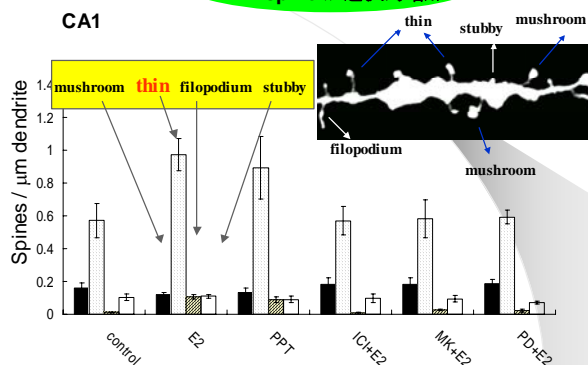 CA1
thin
stubby
mushroom
mushroom thin filopodium stubby
filopodium
mushroom
Spines / μm dendrite
1.4
1.2
1
0.8
0.6
0.4
0.2
0
control
E2
PPT
ICI+E2
MK+E2
PD+E2